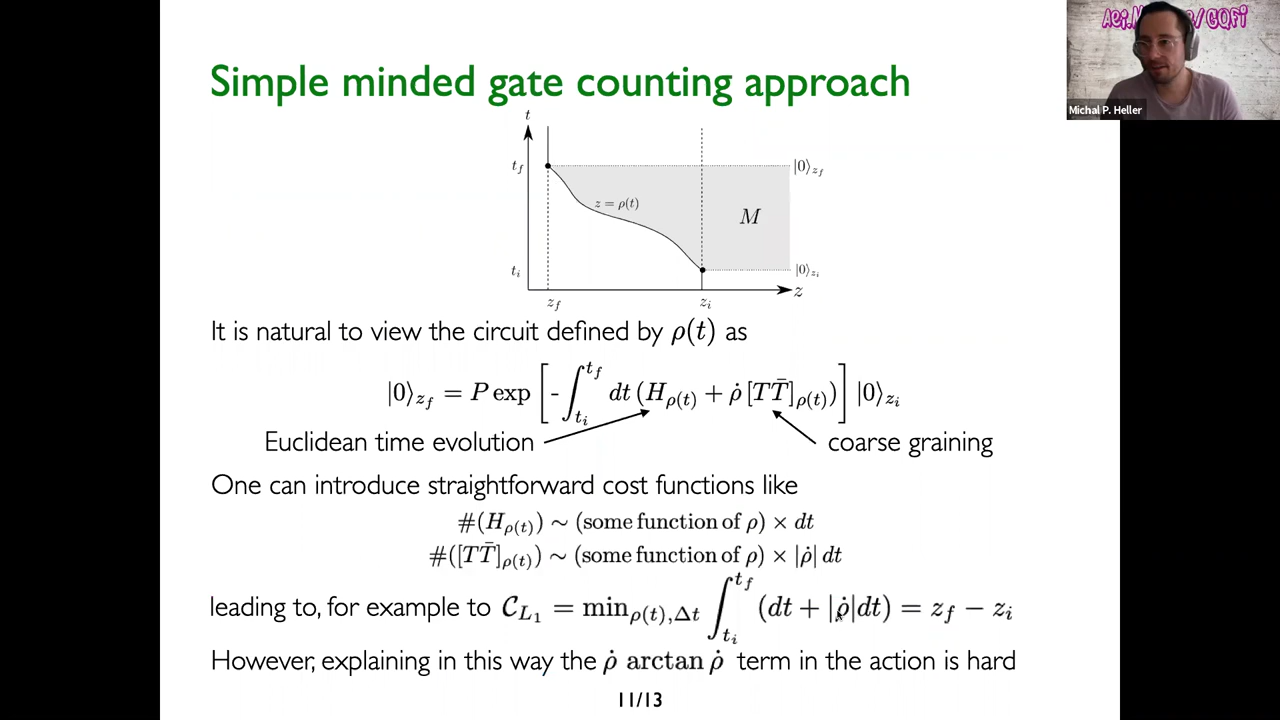 Aei.M /GQFi
Michal P. Heller
Simple minded gate counting approach
t
t_f
|0⟩_{z_f}
z = ρ(t)
M
t_i
|0⟩_{z_i}
z_f
z_i
z
It is natural to view the circuit defined by ρ(t) as
|0⟩_{z_f} = P exp [ - ∫_{t_i}^{t_f} dt (H_{ρ(t)} + ρ̇ [TT̄]_{ρ(t)}) ] |0⟩_{z_i}
Euclidean time evolution
coarse graining
One can introduce straightforward cost functions like
#(H_{ρ(t)}) ∼ (some function of ρ) × dt
#([TT̄]_{ρ(t)}) ∼ (some function of ρ) × |ρ̇| dt
leading to, for example to C_{L_1} = min_{ρ(t),Δt} ∫_{t_i}^{t_f} (dt + |ρ̇|dt) = z_f − z_i
However, explaining in this way the ρ̇ arctan ρ̇ term in the action is hard
11/13